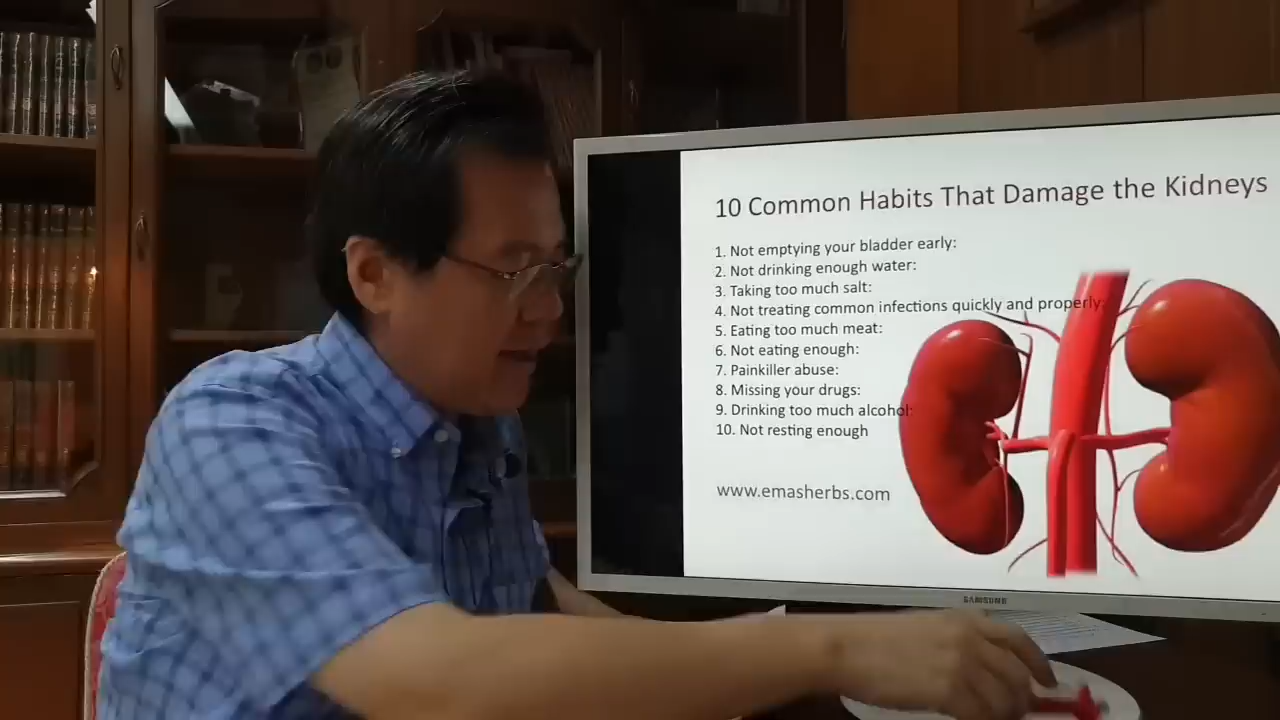 10 Common Habits That Damage the Kidneys
1. Not emptying your bladder early:
2. Not drinking enough water:
3. Taking too much salt:
4. Not treating common infections quickly and properly:
5. Eating too much meat:
6. Not eating enough:
7. Painkiller abuse:
8. Missing your drugs:
9. Drinking too much alcohol:
10. Not resting enough
www.emasherbs.com
SAMSUNG